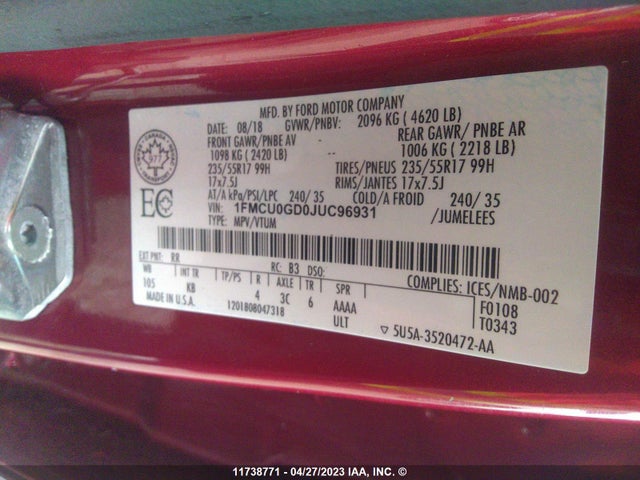 MFD. BY FORD MOTOR COMPANY
DATE: 08/18 GVWR/PNBV: 2096 KG ( 4620 LB)
FRONT GAWR/PNBE AV REAR GAWR/ PNBE AR
1098 KG ( 2420 LB) -- 1006 KG ( 2218 LB)
235/55R17 99H TIRES/PNEUS 235/55R17 99H
17x7.5J RIMS/JANTES 17x7.5J
AT/A kPa/PSI/LPC 240/ 35 COLD/A FROID 240/ 35
VIN: 1FMCU0GD0JUC96931 /JUMELEES
TYPE: MPV/VTUM
CANADA
977
EC
EXT PNT: RR RC: B3 DSO:
WB INT TR TP/PS R AXLE TR SPR
105 KB 4 3C 6 AAAA
ULT
MADE IN U.S.A. 1201808047318
COMPLIES: ICES/NMB-002
F0108
T0343
▽ 5U5A-3520472-AA
11738771 - 04/27/2023 IAA, INC. ©